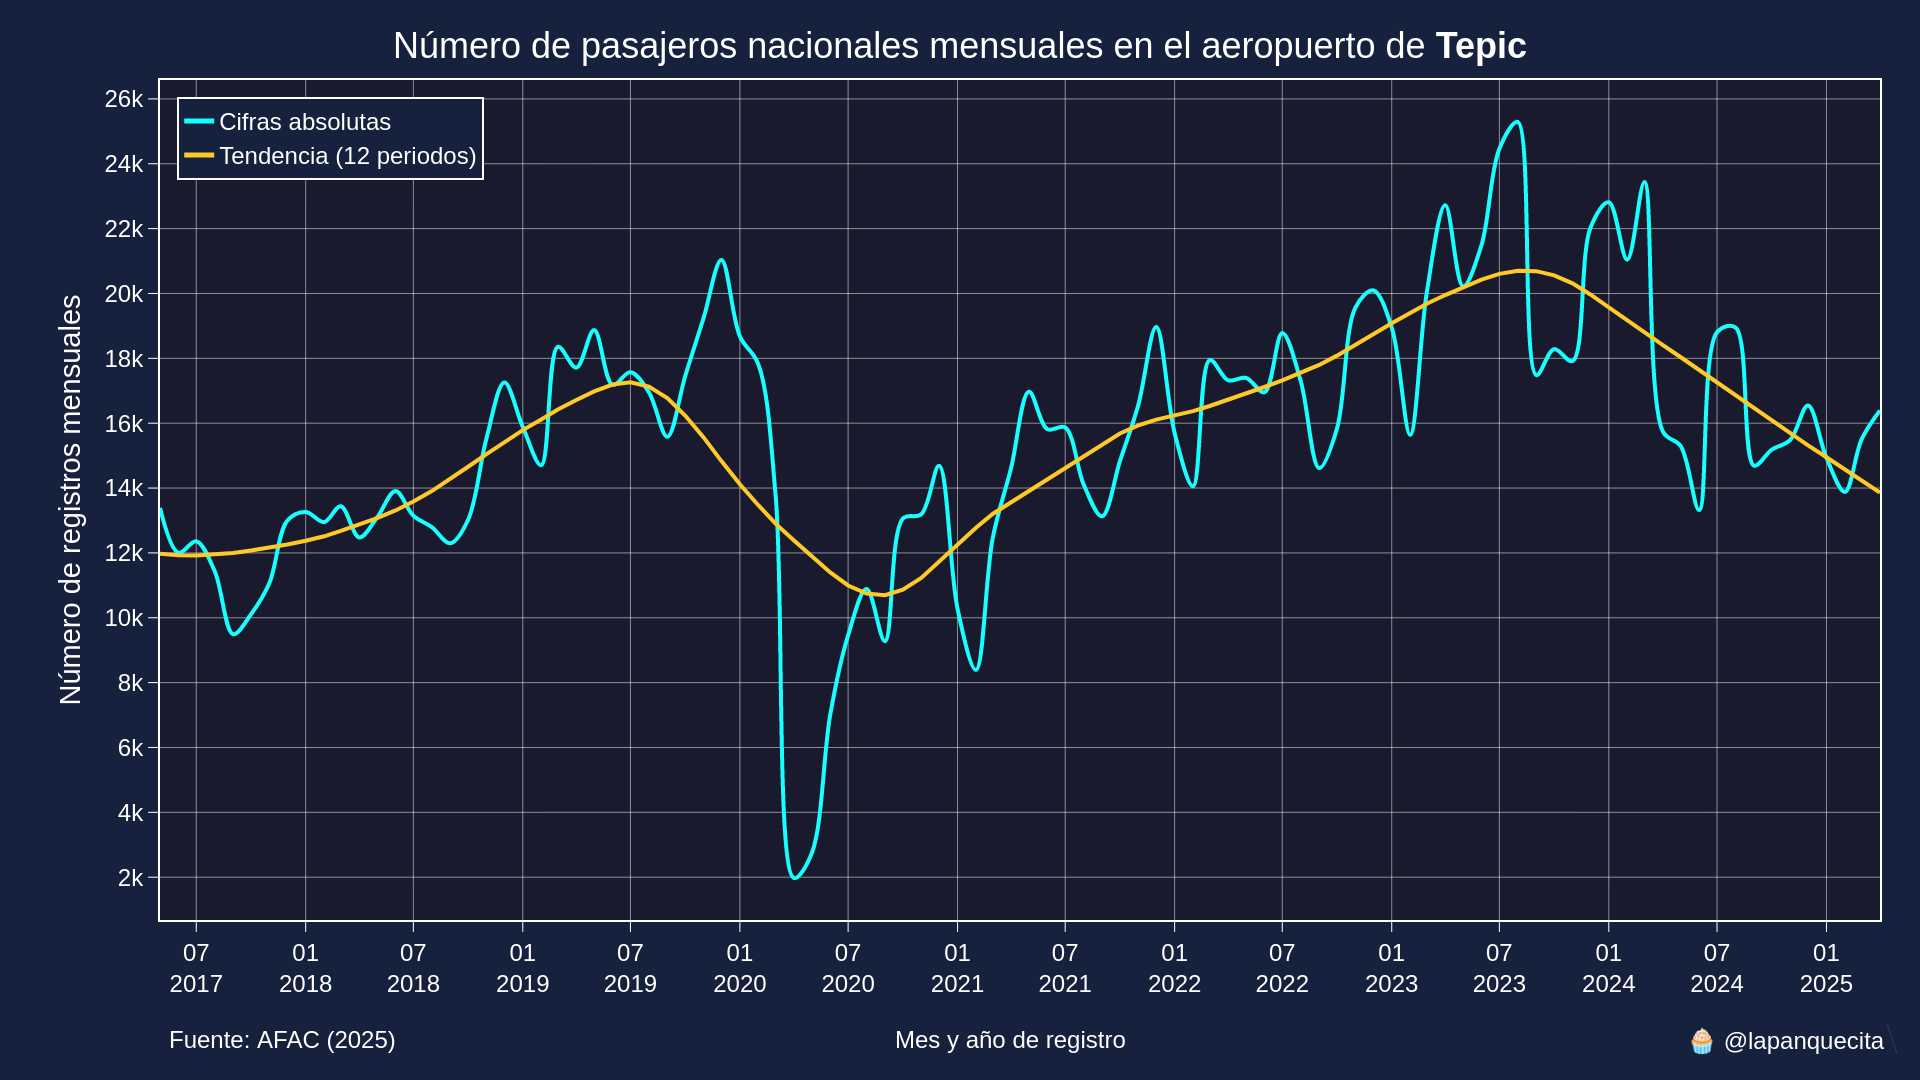 Número de pasajeros nacionales mensuales en el aeropuerto de Tepic
Cifras absolutas
Tendencia (12 periodos)
Número de registros mensuales
26k
24k
22k
20k
18k
16k
14k
12k
10k
8k
6k
4k
2k
07 01 07 01 07 01 07 01 07 01 07 01 07 01 07 01
2017 2018 2018 2019 2019 2020 2020 2021 2021 2022 2022 2023 2023 2024 2024 2025
Fuente: AFAC (2025) Mes y año de registro 🧁 @lapanquecita